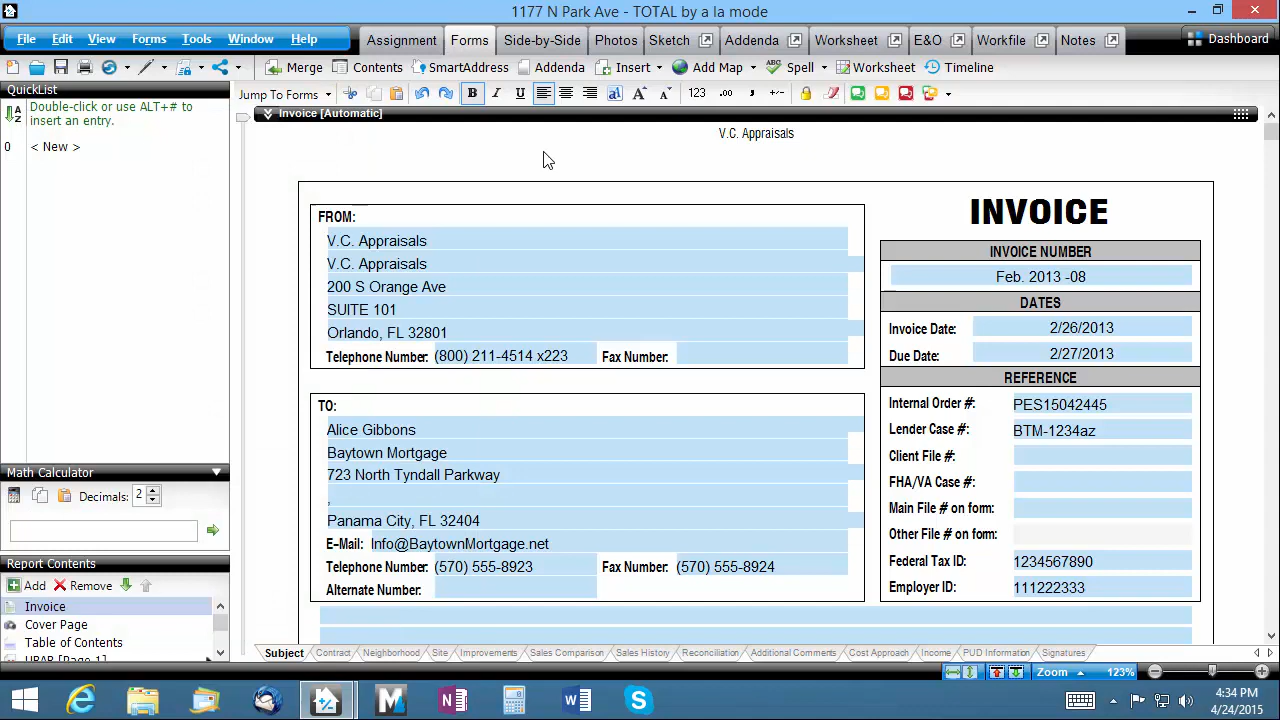 1177 N Park Ave - TOTAL by a la mode
File Edit View Forms Tools Window Help
Assignment Forms Side-by-Side Photos Sketch Addenda Worksheet E&O Workfile Notes Dashboard
Merge Contents SmartAddress Addenda Insert Add Map Spell Worksheet Timeline
QuickList
Jump To Forms B I U A A 123 .00 , +-
Double-click or use ALT+# to
insert an entry.
0 < New >
Invoice [Automatic]
V.C. Appraisals
FROM:
V.C. Appraisals
V.C. Appraisals
200 S Orange Ave
SUITE 101
Orlando, FL 32801
Telephone Number: (800) 211-4514 x223 Fax Number:
INVOICE
INVOICE NUMBER
Feb. 2013 -08
DATES
Invoice Date: 2/26/2013
Due Date: 2/27/2013
REFERENCE
Internal Order #: PES15042445
Lender Case #: BTM-1234az
Client File #:
FHA/VA Case #:
Main File # on form:
Other File # on form:
Federal Tax ID: 1234567890
Employer ID: 111222333
TO:
Alice Gibbons
Baytown Mortgage
723 North Tyndall Parkway
,
Panama City, FL 32404
E-Mail: Info@BaytownMortgage.net
Telephone Number: (570) 555-8923 Fax Number: (570) 555-8924
Alternate Number:
Math Calculator
Decimals: 2
Report Contents
Add Remove
Invoice
Cover Page
Table of Contents
URAR [Page 1]
Subject Contract Neighborhood Site Improvements Sales Comparison Sales History Reconciliation Additional Comments Cost Approach Income PUD Information Signatures
Zoom 123%
4:34 PM
4/24/2015